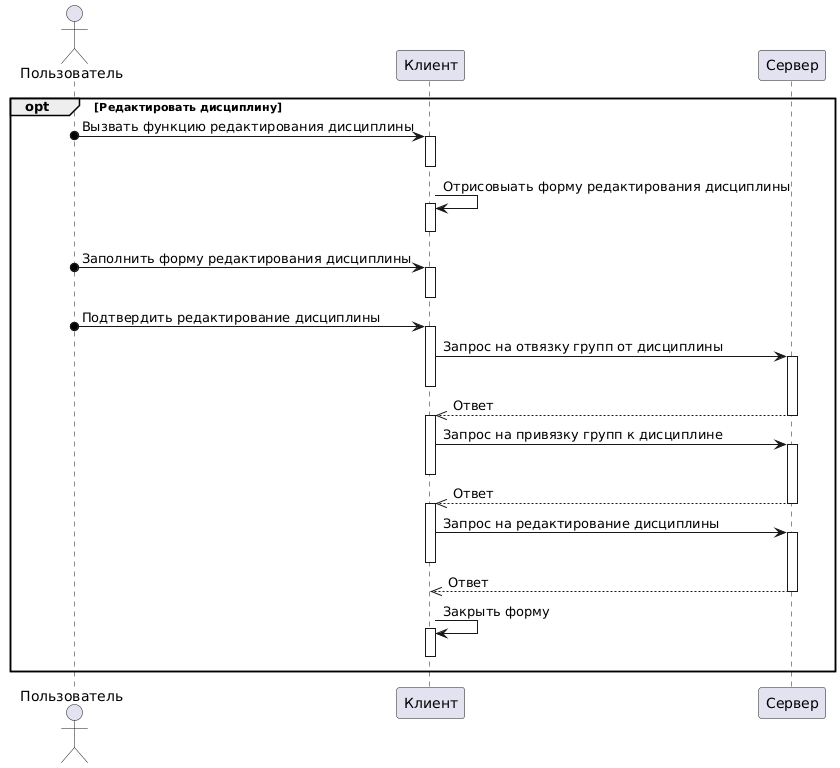 Пользователь
Клиент
Сервер
opt
[Редактировать дисциплину]
Вызвать функцию редактирования дисциплины
Отрисовыать форму редактирования дисциплины
Заполнить форму редактирования дисциплины
Подтвердить редактирование дисциплины
Запрос на отвязку групп от дисциплины
Ответ
Запрос на привязку групп к дисциплине
Ответ
Запрос на редактирование дисциплины
Ответ
Закрыть форму
Пользователь
Клиент
Сервер